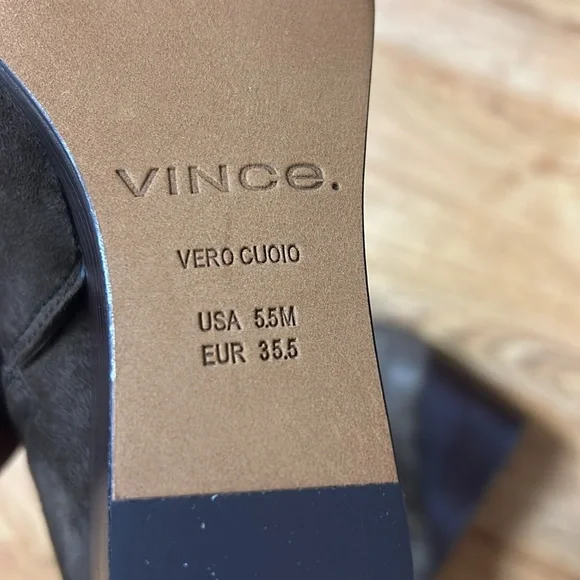 VINCe.
VERO CUOIO
USA 5.5M
EUR 35.5